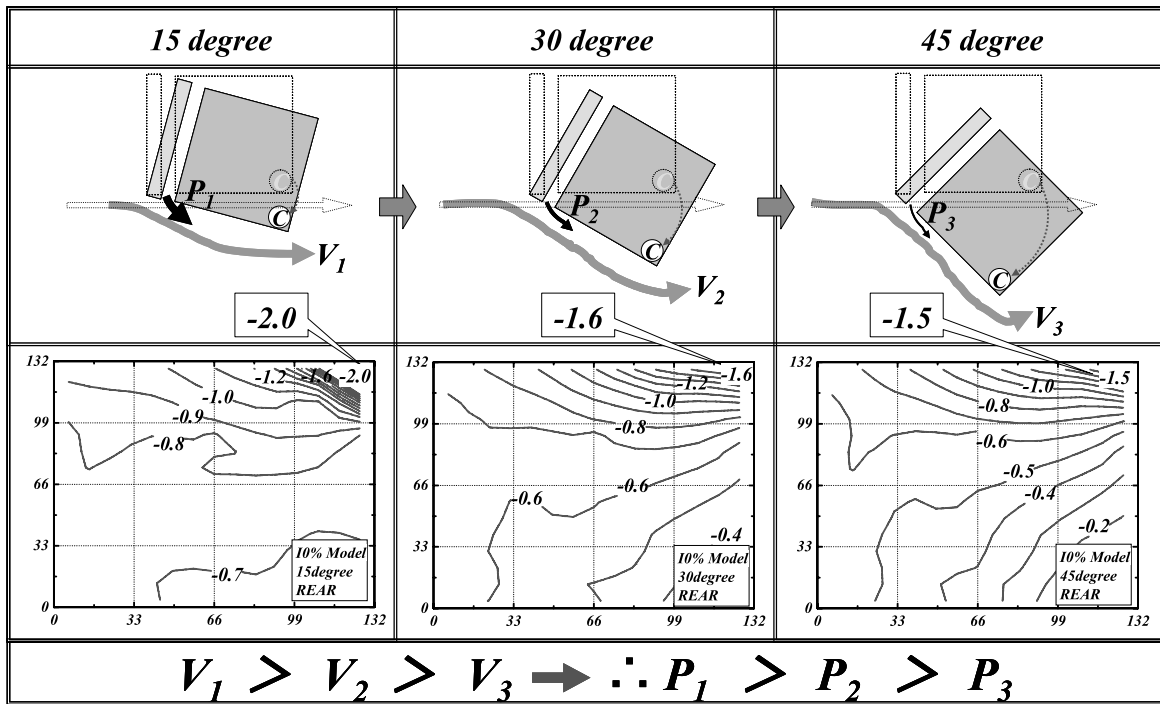 15 degree
30 degree
45 degree
P1
C
C
V1
P2
C
C
V2
P3
C
C
V3
-2.0
-1.6
-1.5
132
99
66
33
0
0 33 66 99 132
-1.2
-1.6
-2.0
-1.0
-0.9
-0.8
-0.7
I0% Model
15degree
REAR
132
99
66
33
0
0 33 66 99 132
-1.6
-1.2
-1.0
-0.8
-0.6
-0.6
-0.4
I0% Model
30degree
REAR
132
99
66
33
0
0 33 66 99 132
-1.5
-1.0
-0.8
-0.6
-0.5
-0.4
-0.2
I0% Model
45degree
REAR
V1 > V2 > V3 ➡ ∴ P1 > P2 > P3